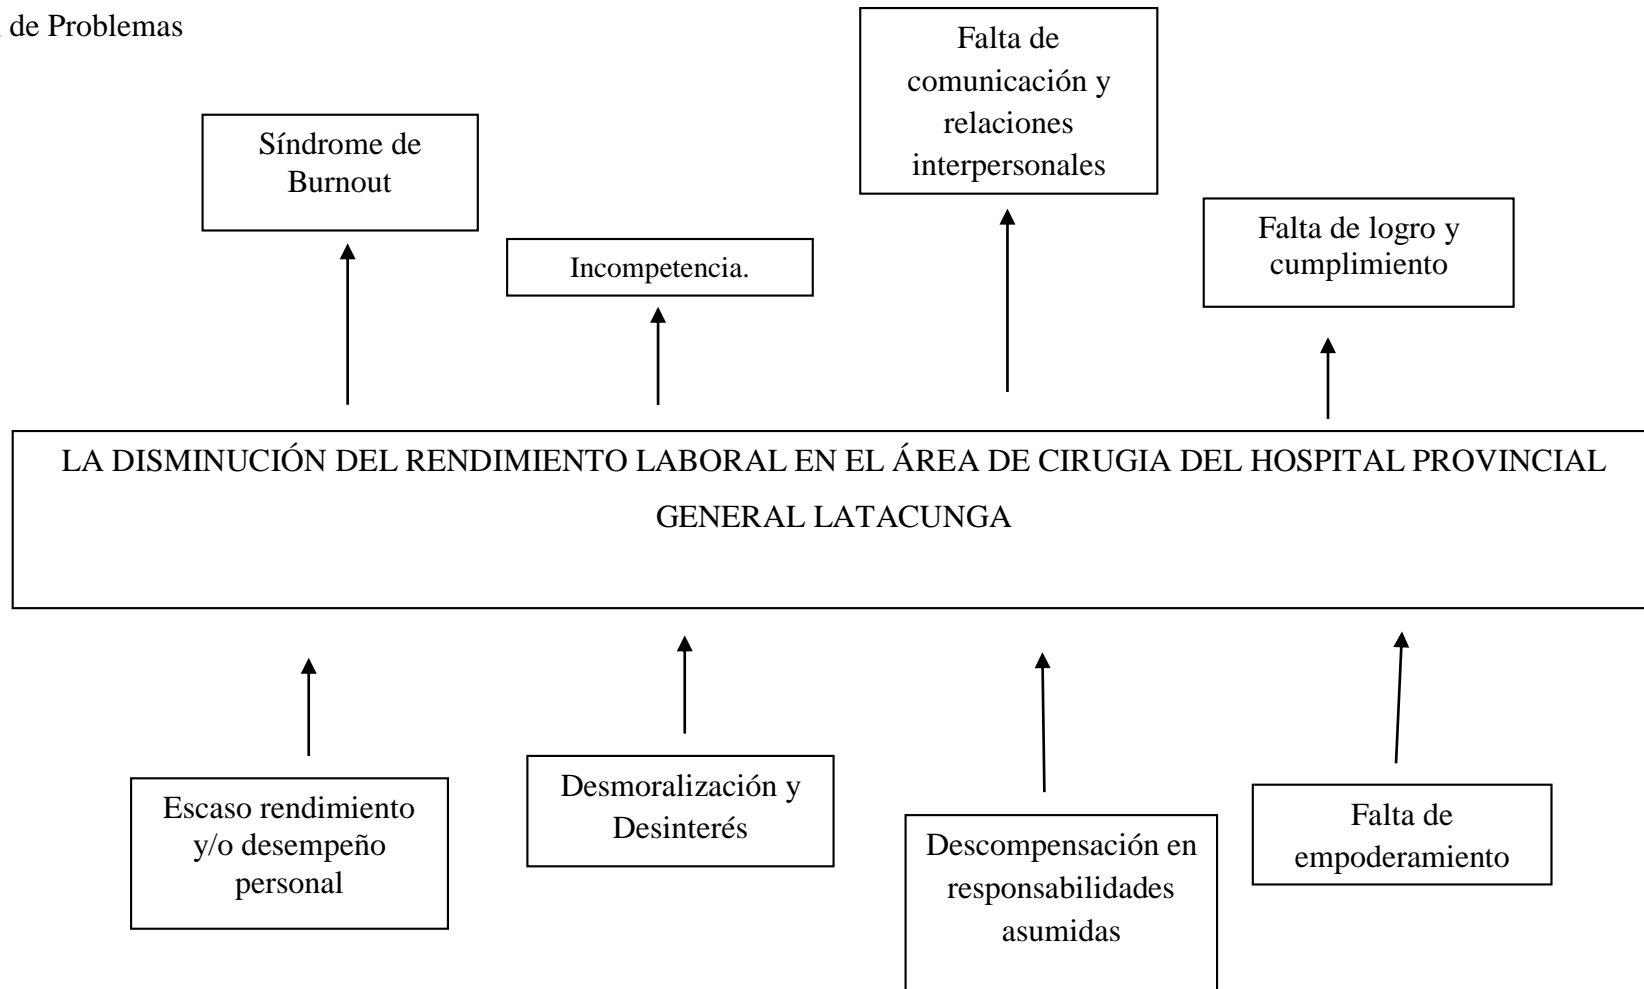 de Problemas
Falta de
comunicación y
relaciones
interpersonales
Síndrome de
Burnout
Falta de logro y
cumplimiento
Incompetencia.
LA DISMINUCIÓN DEL RENDIMIENTO LABORAL EN EL ÁREA DE CIRUGIA DEL HOSPITAL PROVINCIAL
GENERAL LATACUNGA
Escaso rendimiento
y/o desempeño
personal
Desmoralización y
Desinterés
Descompensación en
responsabilidades
asumidas
Falta de
empoderamiento